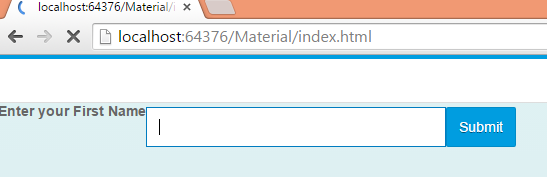 localhost:64376/Material/i
localhost:64376/Material/index.html
Enter your First Name
Submit